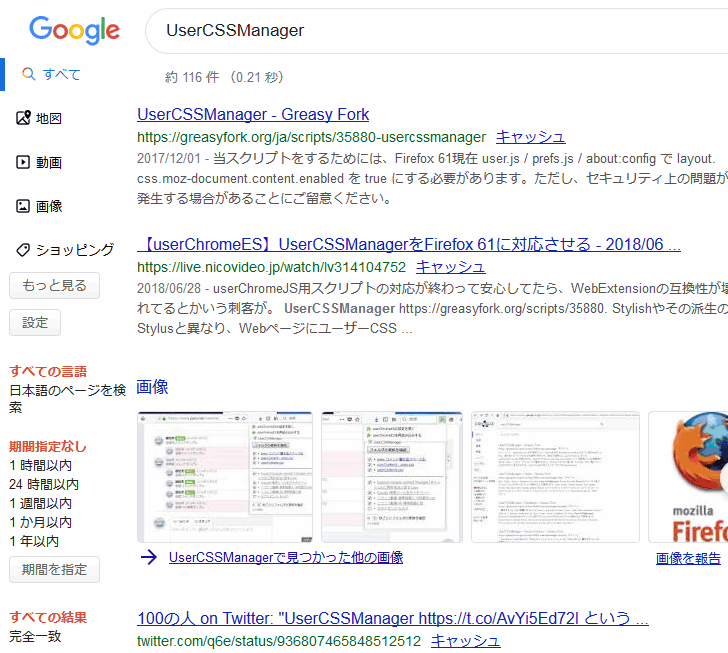 Google
UserCSSManager
すべて
約 116 件 （0.21 秒）
地図
動画
画像
ショッピング
もっと見る
設定
すべての言語
日本語のページを検
索
期間指定なし
1 時間以内
24 時間以内
1 週間以内
1 か月以内
1 年以内
期間を指定
すべての結果
完全一致
UserCSSManager - Greasy Fork
https://greasyfork.org/ja/scripts/35880-usercssmanager キャッシュ
2017/12/01 - 当スクリプトをするためには、Firefox 61現在 user.js / prefs.js / about:config で layout.
css.moz-document.content.enabled を true にする必要があります。ただし、セキュリティ上の問題が
発生する場合があることにご留意ください。
【userChromeES】UserCSSManagerをFirefox 61に対応させる - 2018/06 ...
https://live.nicovideo.jp/watch/lv314104752 キャッシュ
2018/06/28 - userChromeJS用スクリプトの対応が終わって安心してたら、WebExtensionの互換性が
れてるとかいう刺客が。 UserCSSManager https://greasyfork.org/scripts/35880. Stylishやその派生の
Stylusと異なり、WebページにユーザーCSS ...
画像
mozilla
Firefo
UserCSSManagerで見つかった他の画像
画像を報告
100の人 on Twitter: "UserCSSManager https://t.co/AvYi5Ed72I という ...
twitter.com/q6e/status/936807465848512512 キャッシュ